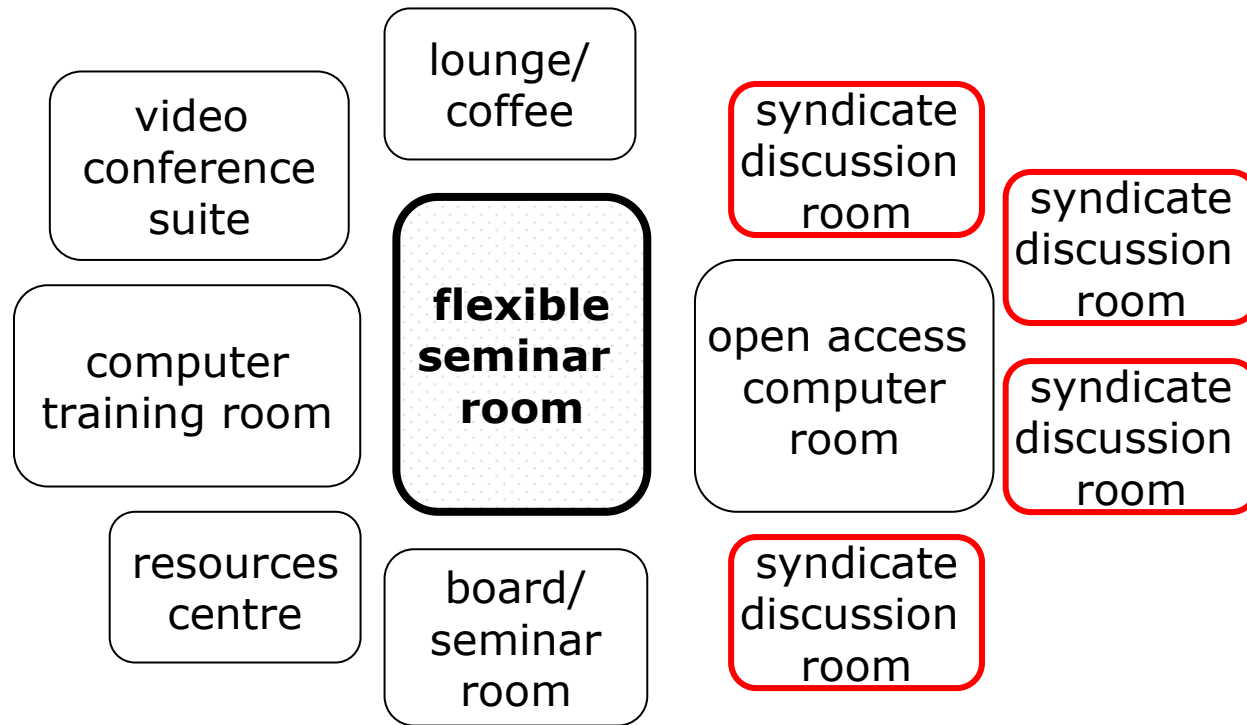 lounge/
coffee
video
conference
suite
syndicate
discussion
room
syndicate
discussion
room
flexible
seminar
room
open access
computer
room
computer
training room
syndicate
discussion
room
resources
centre
board/
seminar
room
syndicate
discussion
room